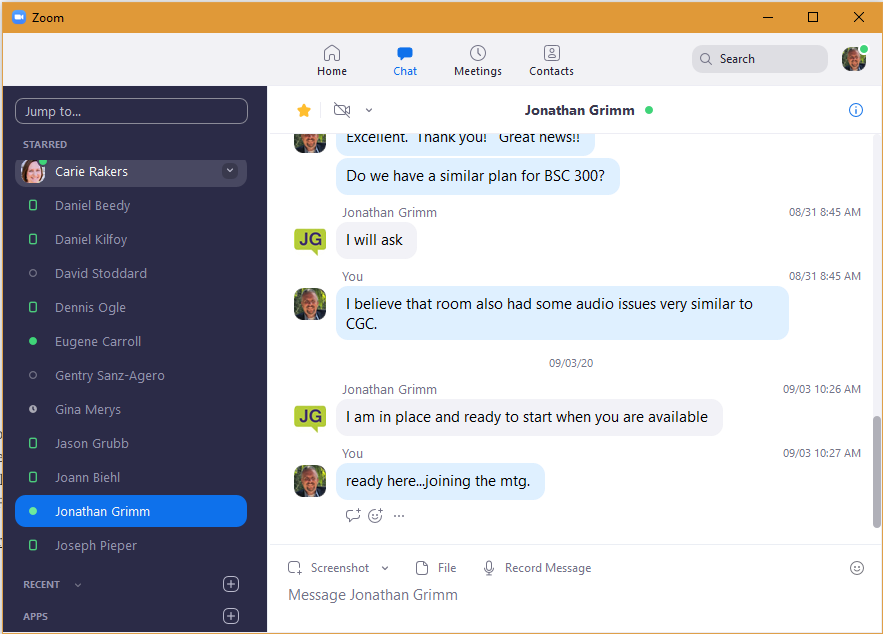 Zoom
Home
Chat
Meetings
Contacts
Search
Jump to...
STARRED
Carie Rakers
Daniel Beedy
Daniel Kilfoy
David Stoddard
Dennis Ogle
Eugene Carroll
Gentry Sanz-Agero
Gina Merys
Jason Grubb
Joann Biehl
Jonathan Grimm
Joseph Pieper
RECENT
APPS
Jonathan Grimm
Excellent. Thank you! Great news!!
Do we have a similar plan for BSC 300?
Jonathan Grimm 08/31 8:45 AM
JG I will ask
You 08/31 8:45 AM
I believe that room also had some audio issues very similar to
CGC.
09/03/20
Jonathan Grimm 09/03 10:26 AM
JG I am in place and ready to start when you are available
You 09/03 10:27 AM
ready here...joining the mtg.
Screenshot File Record Message
Message Jonathan Grimm